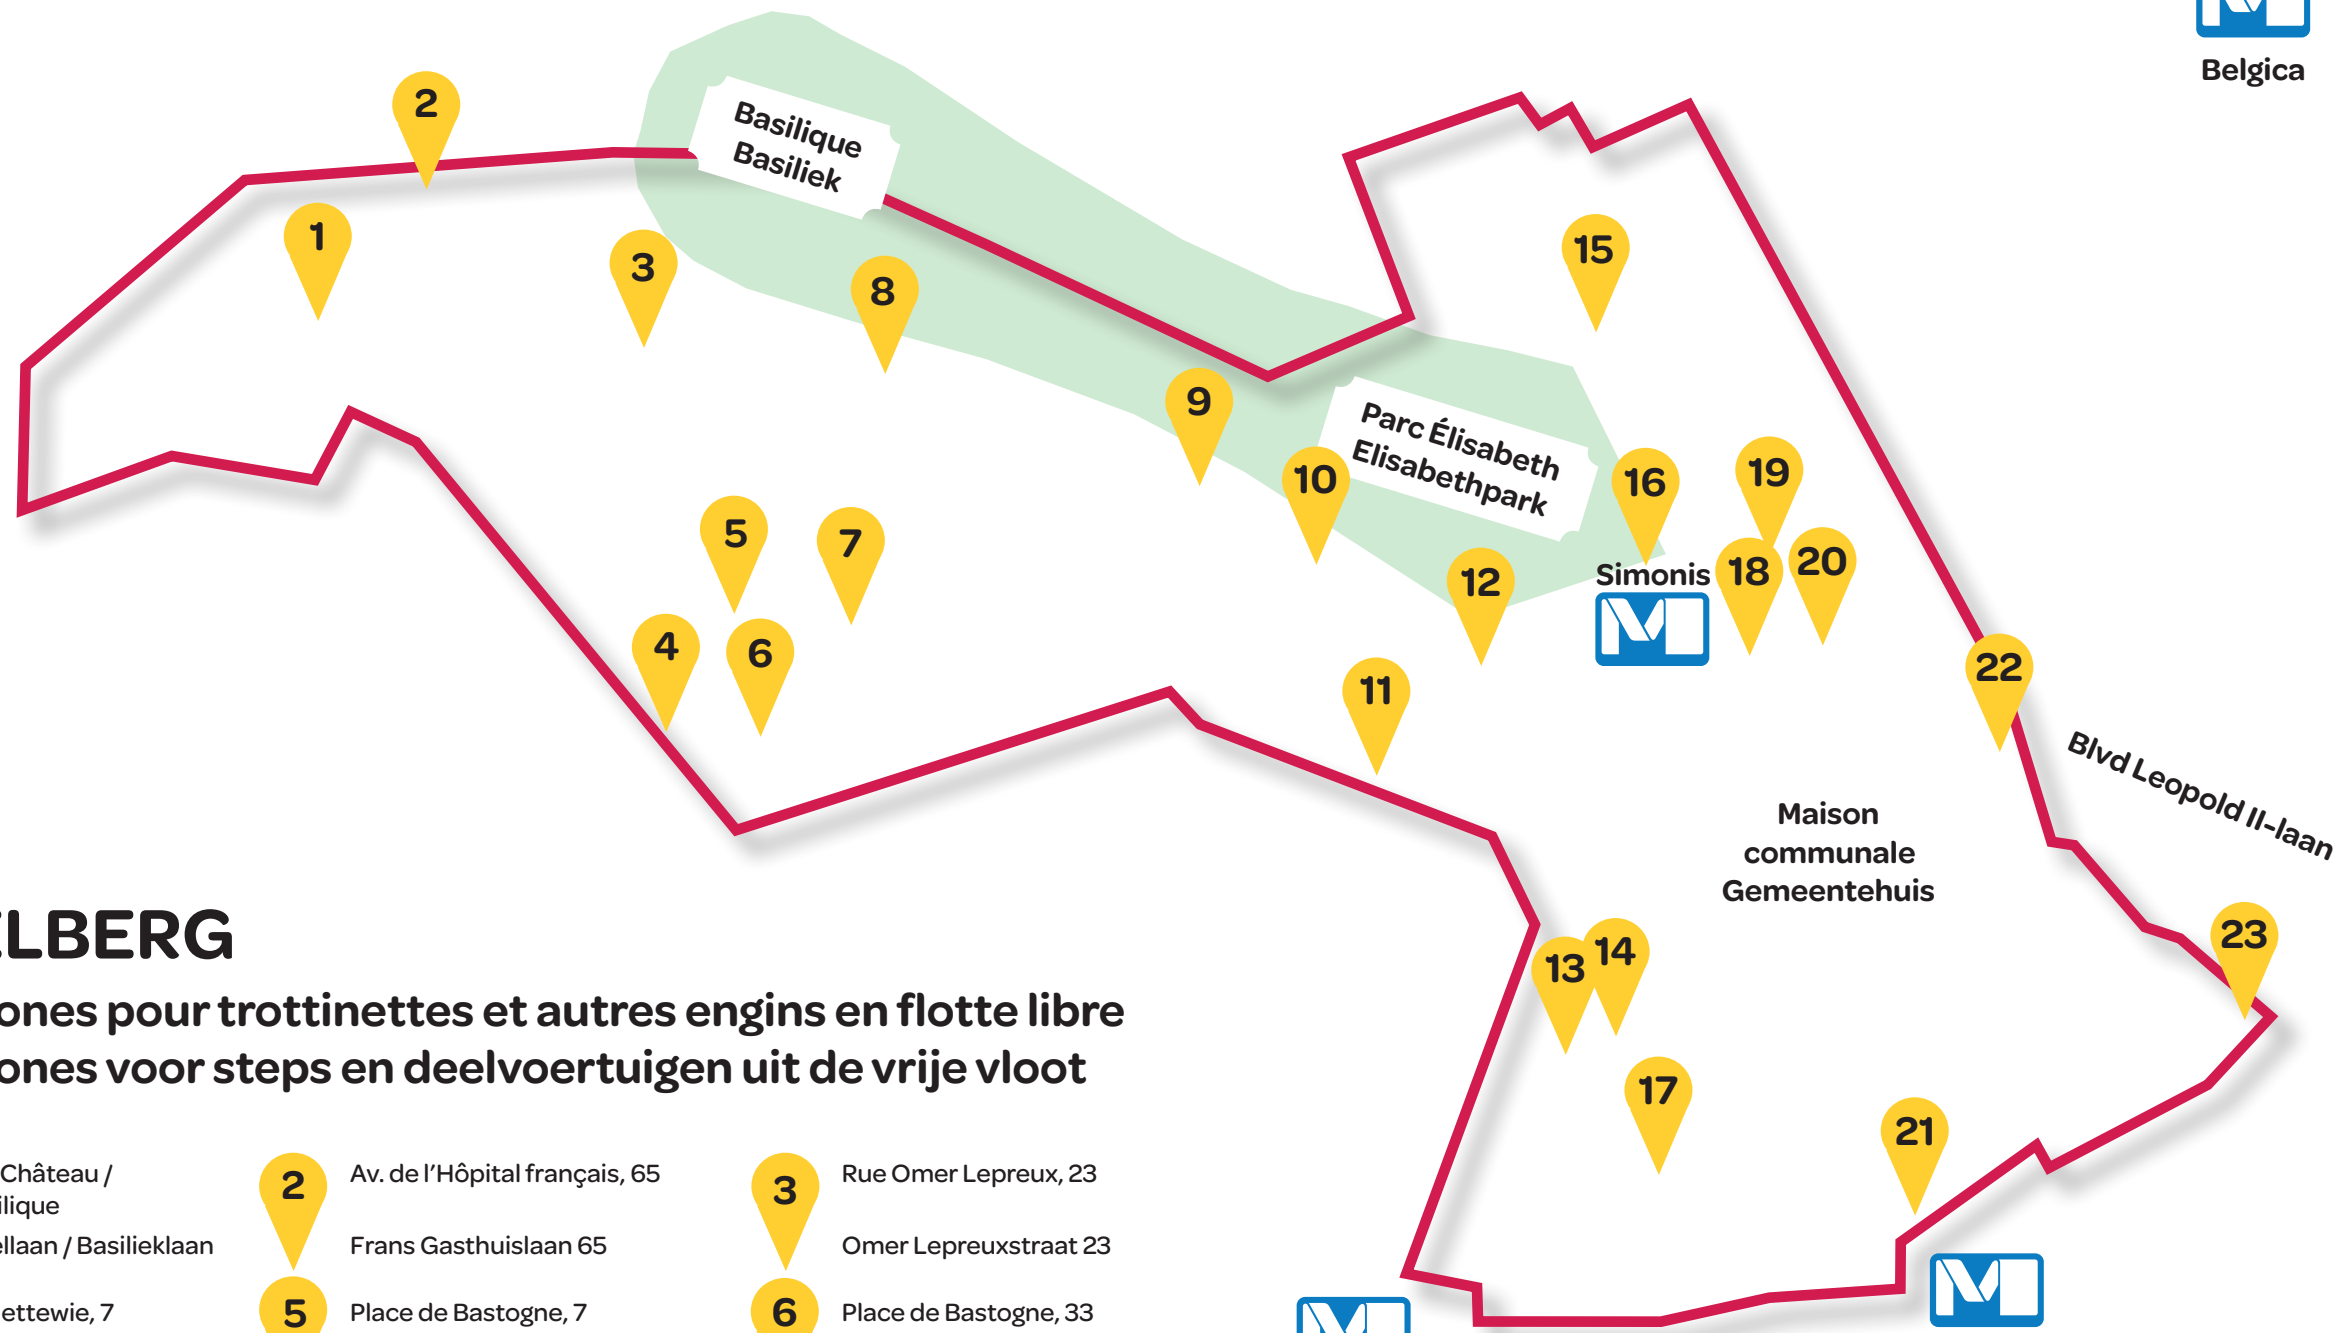 Belgica
2
Basilique
Basiliek
1
3
8
15
9
Parc Élisabeth
Elisabethpark
10
16
19
5
7
12
Simonis
18
20
4
6
11
22
Blvd Leopold II-laan
Maison
communale
Gemeentehuis
13
14
23
17
21
ELBERG
ones pour trottinettes et autres engins en flotte libre
ones voor steps en deelvoertuigen uit de vrije vloot
Château /
ilique
ellaan / Basilieklaan
2
Av. de l'Hôpital français, 65
Frans Gasthuislaan 65
3
Rue Omer Lepreux, 23
Omer Lepreuxstraat 23
ettewie, 7
5
Place de Bastogne, 7
6
Place de Bastogne, 33